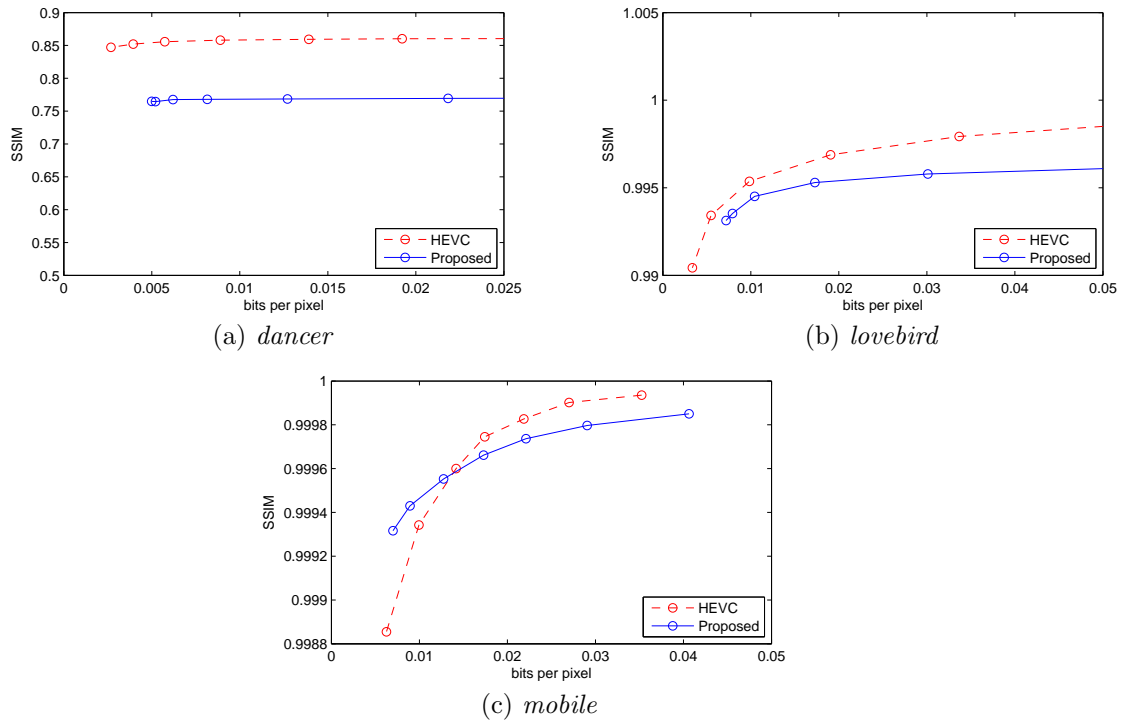 0.9
0.85
0.8
0.75
0.7
0.65
0.6
0.55
0.5
SSIM
0 0.005 0.01 0.015 0.02 0.025
bits per pixel
HEVC
Proposed
(a) dancer
1.005
1
0.995
0.99
SSIM
0 0.01 0.02 0.03 0.04 0.05
bits per pixel
HEVC
Proposed
(b) lovebird
1
0.9998
0.9996
0.9994
0.9992
0.999
0.9988
SSIM
0 0.01 0.02 0.03 0.04 0.05
bits per pixel
HEVC
Proposed
(c) mobile